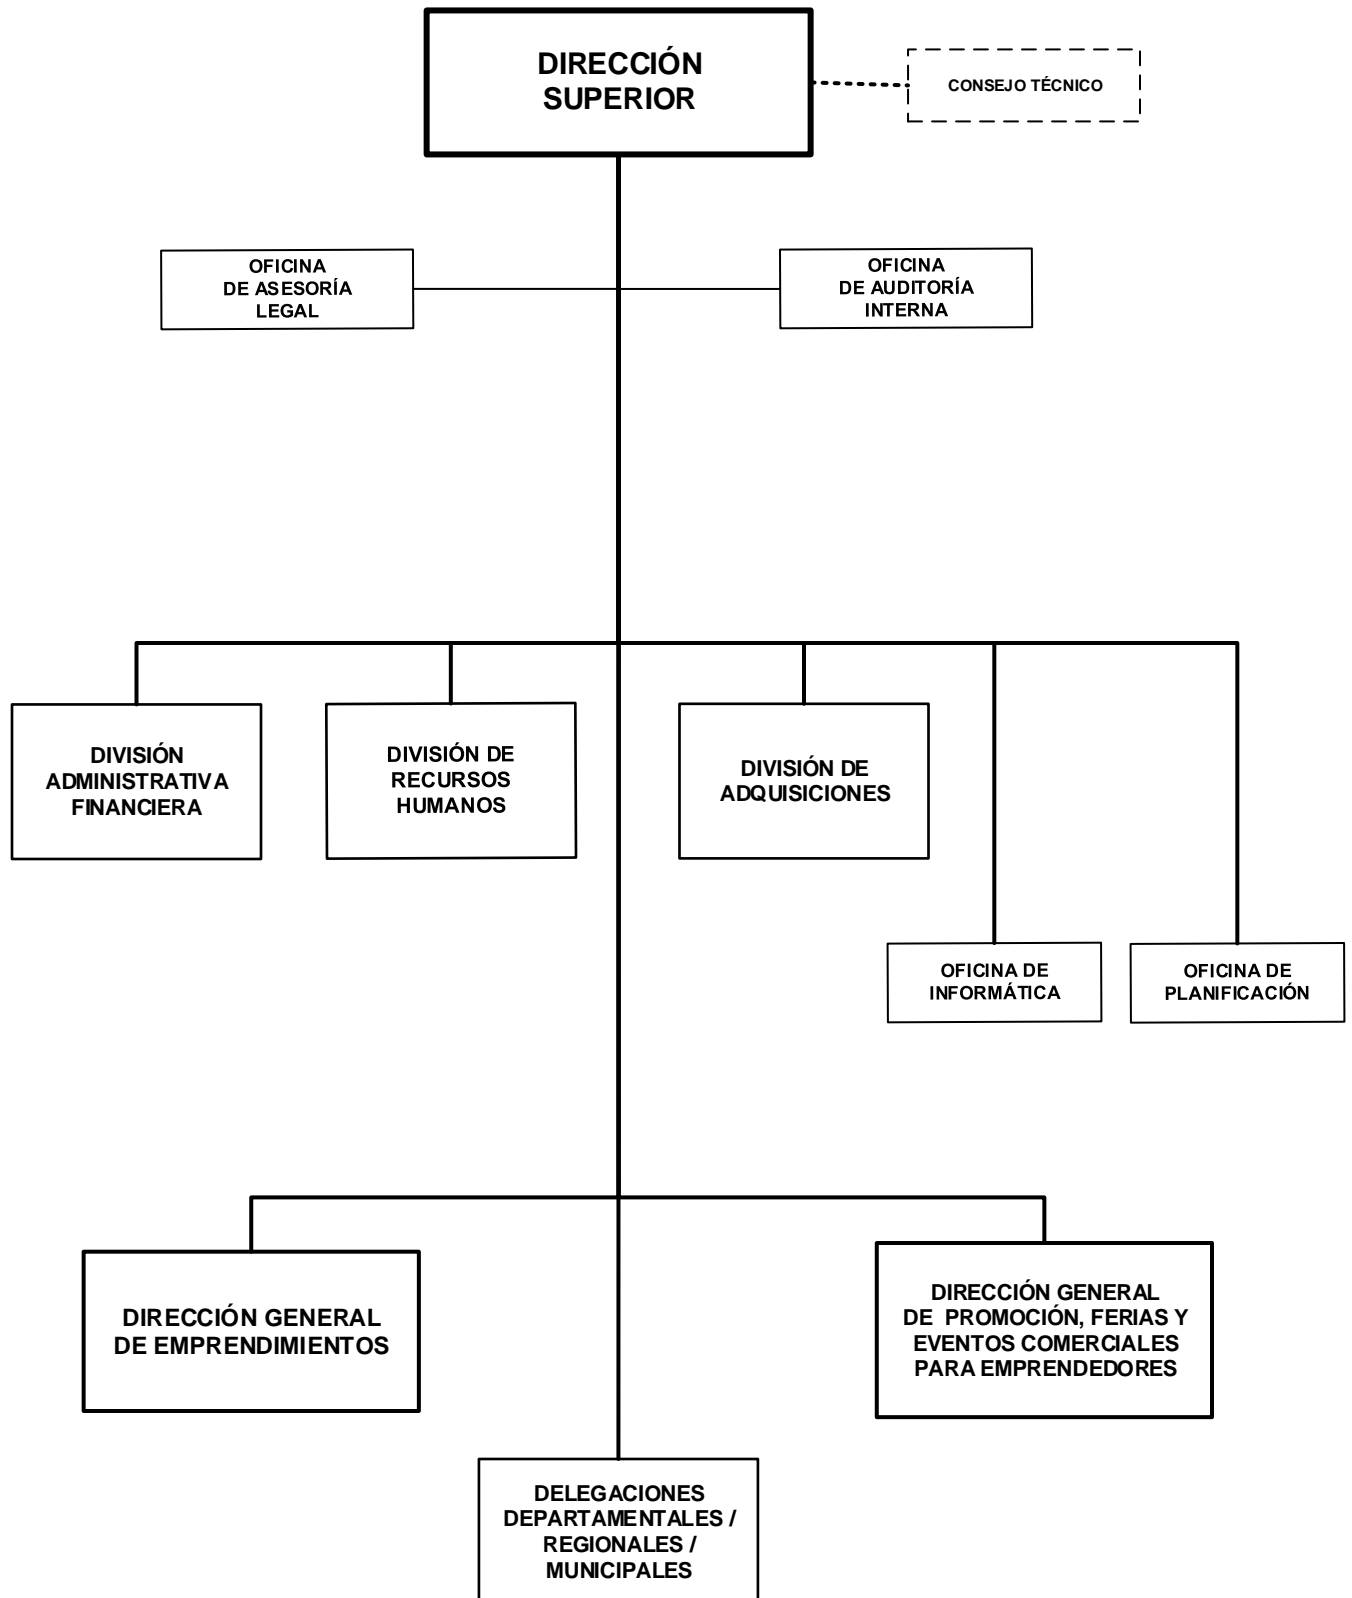 DIRECCIÓN
SUPERIOR
CONSEJO TÉCNICO
OFICINA
DE ASESORÍA
LEGAL
OFICINA
DE AUDITORÍA
INTERNA
DIVISIÓN
ADMINISTRATIVA
FINANCIERA
DIVISIÓN DE
RECURSOS
HUMANOS
DIVISIÓN DE
ADQUISICIONES
OFICINA DE
INFORMÁTICA
OFICINA DE
PLANIFICACIÓN
DIRECCIÓN GENERAL
DE EMPRENDIMIENTOS
DIRECCIÓN GENERAL
DE PROMOCIÓN, FERIAS Y
EVENTOS COMERCIALES
PARA EMPRENDEDORES
DELEGACIONES
DEPARTAMENTALES /
REGIONALES /
MUNICIPALES